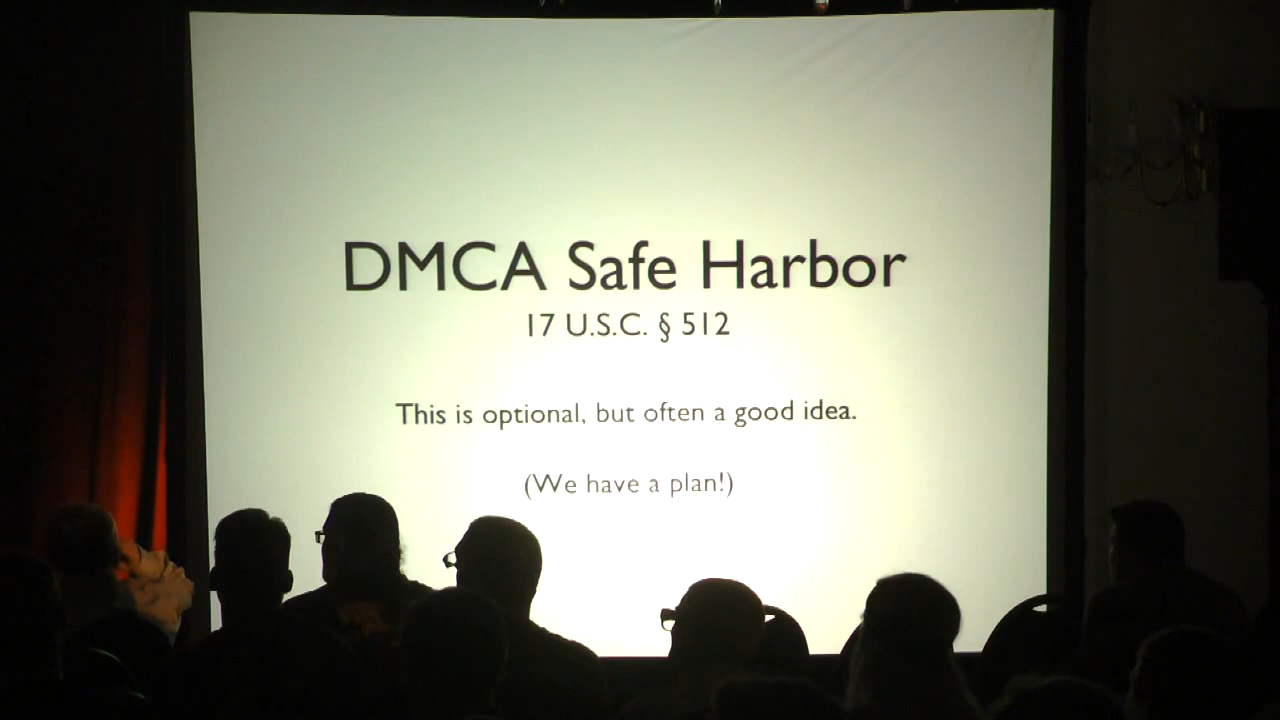 DMCA Safe Harbor
17 U.S.C. § 512
This is optional, but often a good idea.
(We have a plan!)